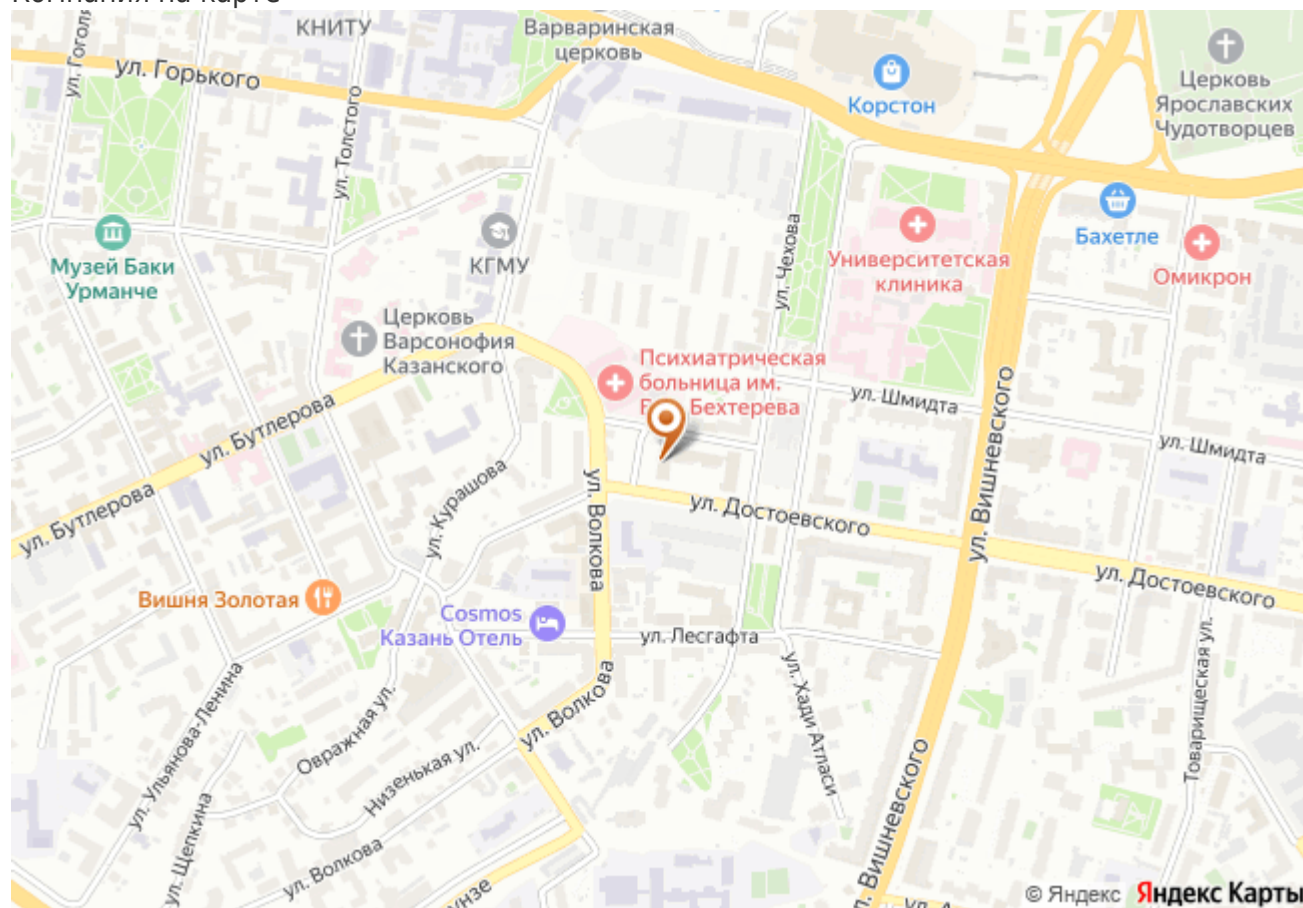 Компания на карте
КНИТУ
Варваринская
церковь
ул. Гоголя
ул. Горького
ул. Толстого
Корстон
Церковь
Ярославских
Чудотворцев
Музей Баки
Урманче
КГМУ
ул. Чехова
Университетская
клиника
Бахетле
Омикрон
Церковь
Варсонофия
Казанского
Психиатрическая
больница им.
Бехтерева
ул. Шмидта
ул. Шмидта
ул. Бутлерова
ул. Бутлерова
ул. Курашова
ул. Волкова
ул. Достоевского
ул. Вишневского
ул. Достоевского
Вишня Золотая
Cosmos
Казань Отель
ул. Лесгафта
ул. Хади Атласи
Товарищеская ул.
ул. Ульянова-Ленина
Овражная ул.
Низенькая ул.
ул. Волкова
ул. Щепкина
ул. Волкова
унзе
л. Вишневского
© Яндекс Яндекс Карты